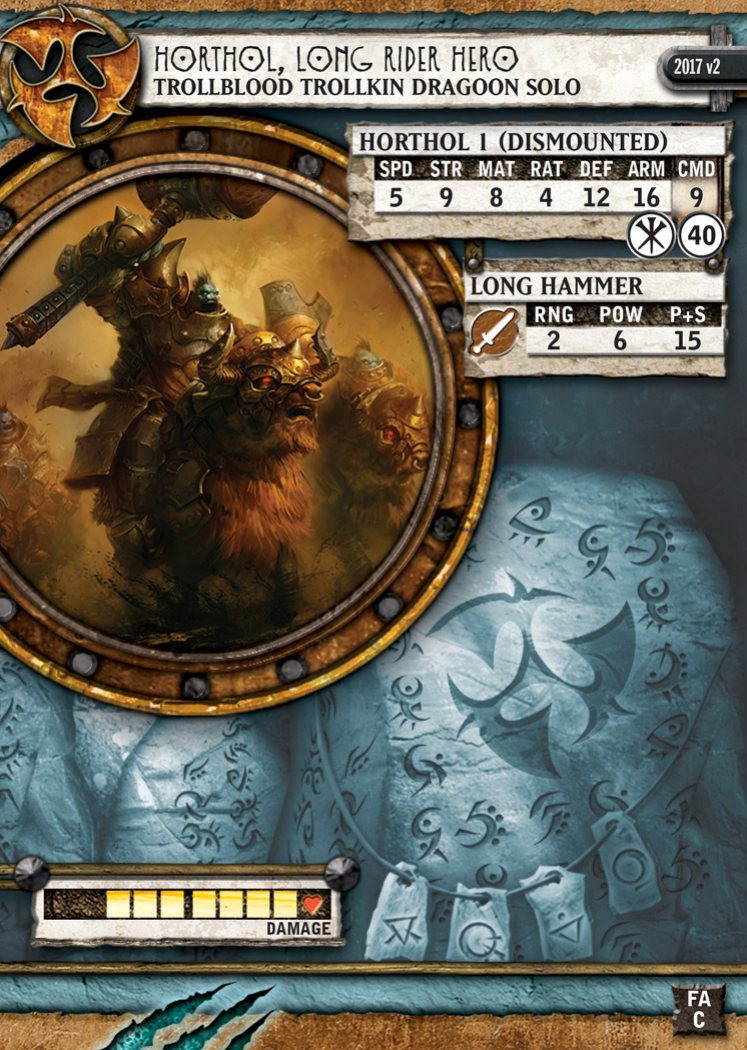 HORTHOL, LONG RIDER HERO
TROLLBLOOD TROLLKIN DRAGOON SOLO
2017 v2
HORTHOL 1 (DISMOUNTED)
SPD STR MAT RAT DEF ARM CMD
5 9 8 4 12 16 9
40
LONG HAMMER
RNG POW P+S
2 6 15
DAMAGE
FA
C